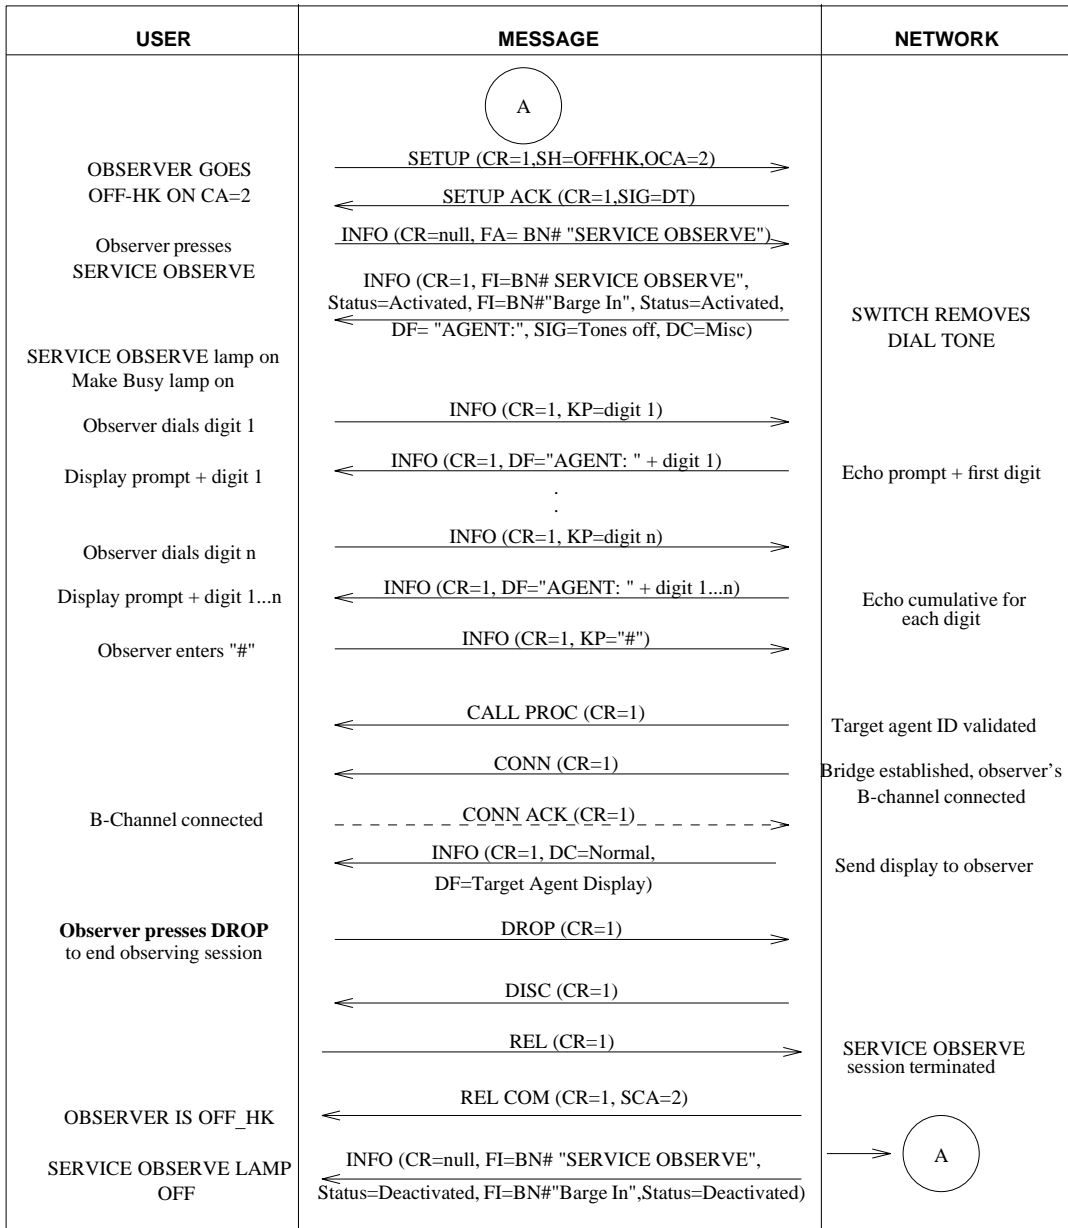 USER MESSAGE NETWORK
A
OBSERVER GOES
OFF-HK ON CA=2
SETUP (CR=1,SH=OFFHK,OCA=2)
SETUP ACK (CR=1,SIG=DT)
Observer presses
SERVICE OBSERVE
INFO (CR=null, FA= BN# "SERVICE OBSERVE")
INFO (CR=1, FI=BN# SERVICE OBSERVE",
Status=Activated, FI=BN#"Barge In", Status=Activated,
DF= "AGENT:", SIG=Tones off, DC=Misc)
SWITCH REMOVES
DIAL TONE
SERVICE OBSERVE lamp on
Make Busy lamp on
Observer dials digit 1
INFO (CR=1, KP=digit 1)
Display prompt + digit 1
INFO (CR=1, DF="AGENT: " + digit 1)
Echo prompt + first digit
.
.
Observer dials digit n
INFO (CR=1, KP=digit n)
Display prompt + digit 1...n
INFO (CR=1, DF="AGENT: " + digit 1...n)
Echo cumulative for
each digit
Observer enters "#"
INFO (CR=1, KP="#")
CALL PROC (CR=1)
Target agent ID validated
CONN (CR=1)
Bridge established, observer's
B-channel connected
B-Channel connected
CONN ACK (CR=1)
INFO (CR=1, DC=Normal,
DF=Target Agent Display)
Send display to observer
Observer presses DROP
to end observing session
DROP (CR=1)
DISC (CR=1)
REL (CR=1)
SERVICE OBSERVE
session terminated
REL COM (CR=1, SCA=2)
OBSERVER IS OFF_HK
A
SERVICE OBSERVE LAMP
OFF
INFO (CR=null, FI=BN# "SERVICE OBSERVE",
Status=Deactivated, FI=BN#"Barge In",Status=Deactivated)